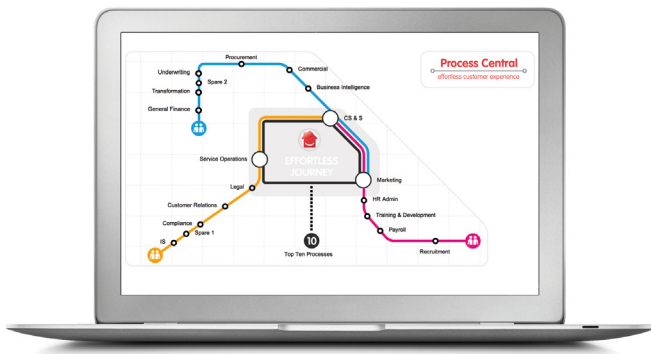 Process Central
effortless customer experience
Procurement
Commercial
Underwriting
Spare 2
Transformation
Business Intelligence
General Finance
CS & S
EFFORTLESS
JOURNEY
Service Operations
Marketing
Legal
HR Admin
Customer Relations
Training & Development
Compliance
Payroll
Spare 1
IS
10
Top Ten Processes
Recruitment